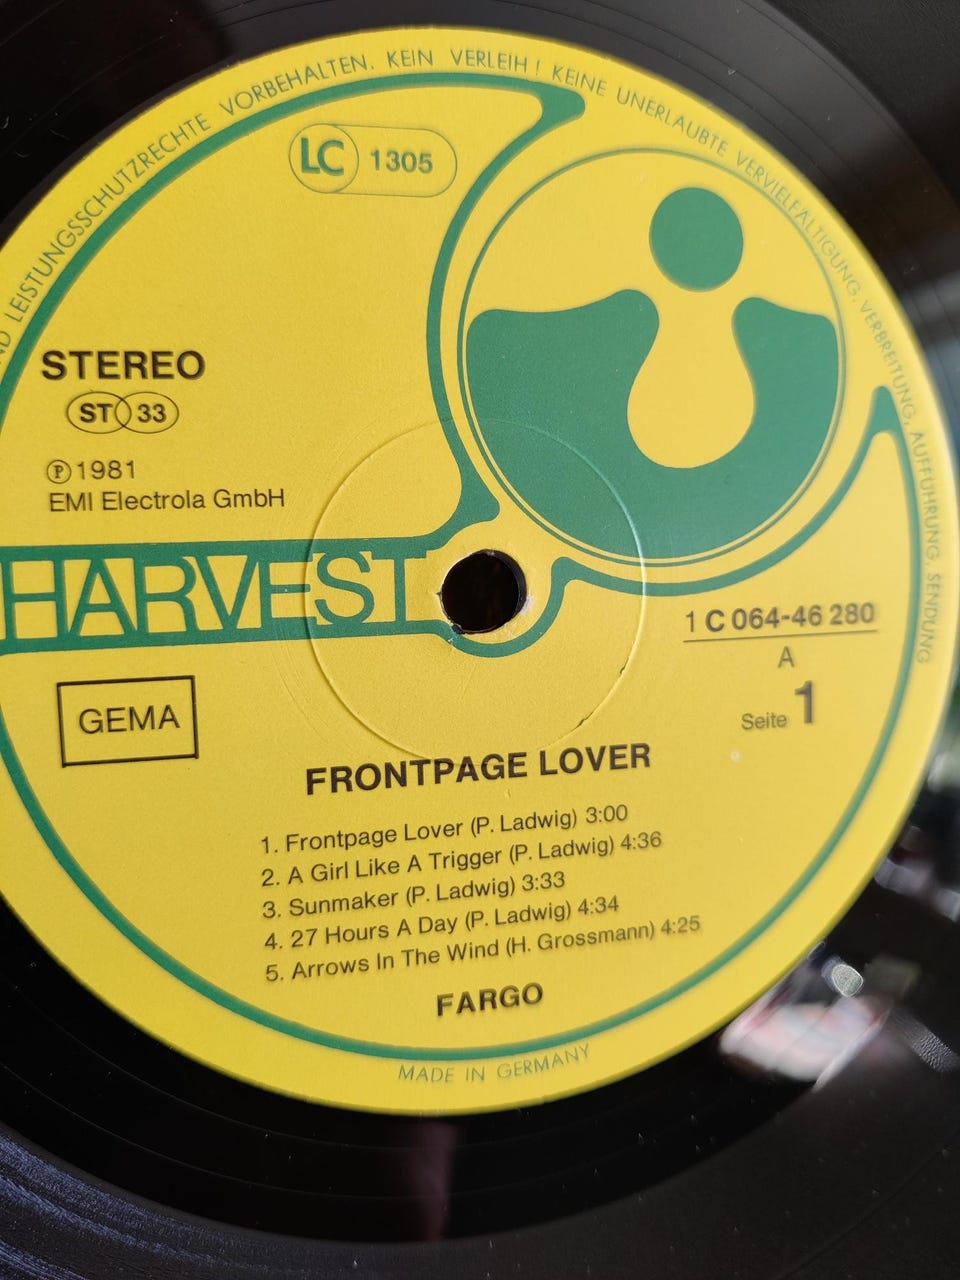 ND LEISTUNGSSCHUTZRECHTE VORBEHALTEN. KEIN VERLEIH! KEINE UNERLAUBTE VERVIELFÄLTIGUNG, VERBREITUNG, AUFFÜHRUNG, SENDUNG
LC 1305
STEREO
ST 33
℗ 1981
EMI Electrola GmbH
HARVEST
1 C 064-46 280
A
Seite 1
GEMA
FRONTPAGE LOVER
1. Frontpage Lover (P. Ladwig) 3:00
2. A Girl Like A Trigger (P. Ladwig) 4:36
3. Sunmaker (P. Ladwig) 3:33
4. 27 Hours A Day (P. Ladwig) 4:34
5. Arrows In The Wind (H. Grossmann) 4:25
FARGO
MADE IN GERMANY